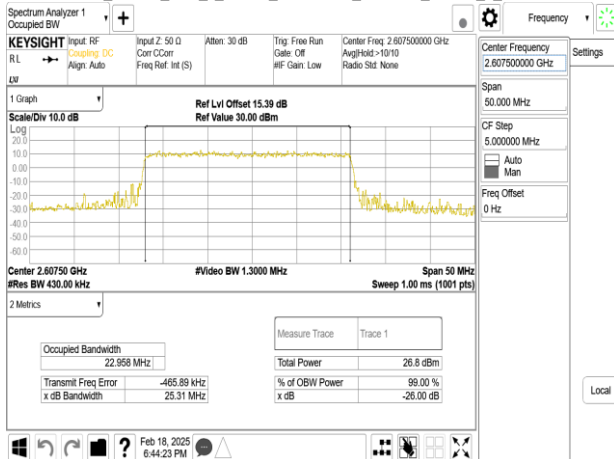 Spectrum Analyzer 1
Occupied BW
+
Frequency
KEYSIGHT
RL
Input: RF
Coupling: DC
Align: Auto
Input Z: 50 Ω
Corr CCorr
Freq Ref: Int (S)
Atten: 30 dB
Trig: Free Run
Gate: Off
#IF Gain: Low
Center Freq: 2.607500000 GHz
Avg|Hold:>10/10
Radio Std: None
Center Frequency
2.607500000 GHz
Settings
Span
50.000 MHz
CF Step
5.000000 MHz
Auto
Man
Freq Offset
0 Hz
Local
1 Graph
Scale/Div 10.0 dB
Ref Lvl Offset 15.39 dB
Ref Value 30.00 dBm
Log
20.0
10.0
0.00
-10.0
-20.0
-30.0
-40.0
-50.0
-60.0
Center 2.60750 GHz
#Video BW 1.3000 MHz
Span 50 MHz
#Res BW 430.00 kHz
Sweep 1.00 ms (1001 pts)
2 Metrics
Measure Trace Trace 1
Occupied Bandwidth
22.958 MHz
Total Power 26.8 dBm
Transmit Freq Error -465.89 kHz
% of OBW Power 99.00 %
x dB Bandwidth 25.31 MHz
x dB -26.00 dB
?
Feb 18, 2025
6:44:23 PM